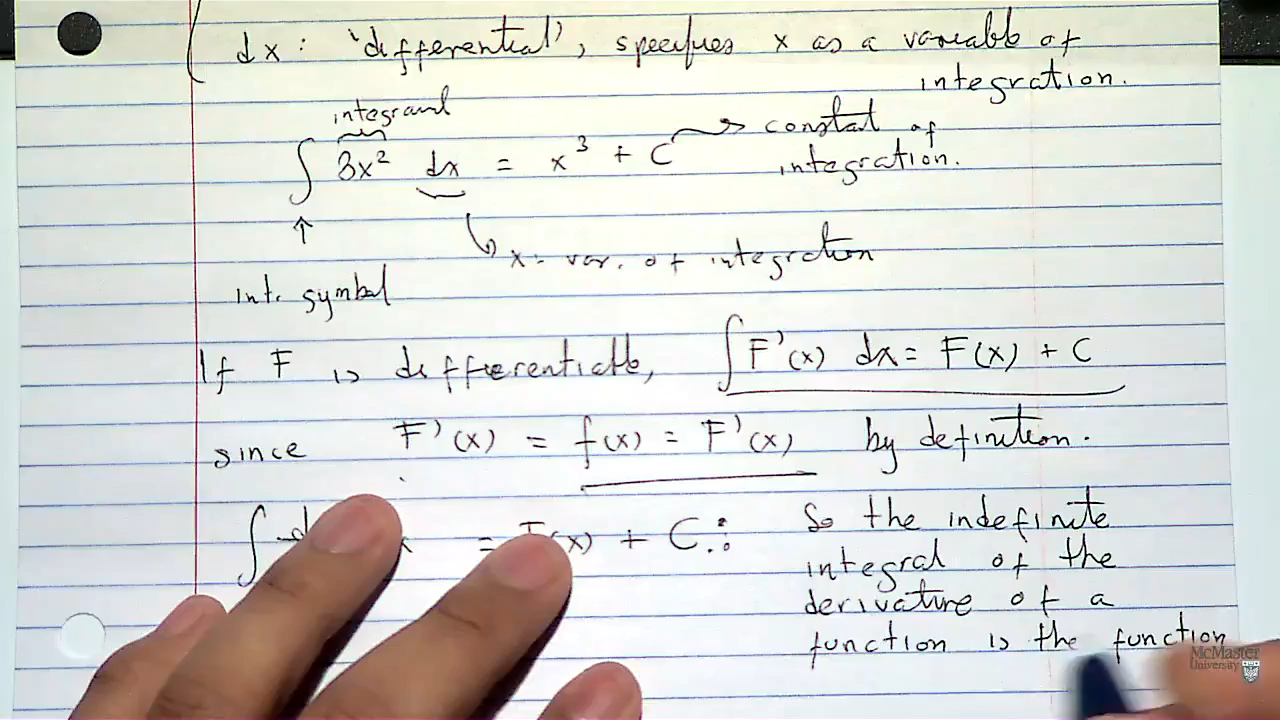 dx : 'differential', specifies x as a variable of
integration.
integrand
∫ 3x² dx = x³ + C → constat of
integration.
↑
x = var. of integration
int. symbol
If F is differentiable, ∫ F'(x) dx = F(x) + C
since F'(x) = f(x) = F'(x) by definition.
∫ = (x) + C ∴
So the indefinite
integral of the
derivative of a
function is the function
McMaster
University